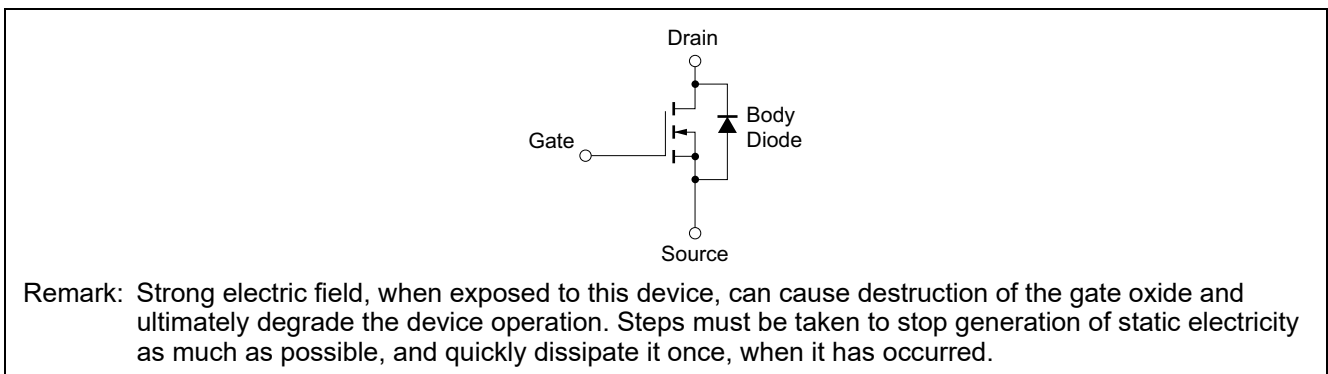 Drain
Body
Diode
Gate
Source
Remark: Strong electric field, when exposed to this device, can cause destruction of the gate oxide and
ultimately degrade the device operation. Steps must be taken to stop generation of static electricity
as much as possible, and quickly dissipate it once, when it has occurred.